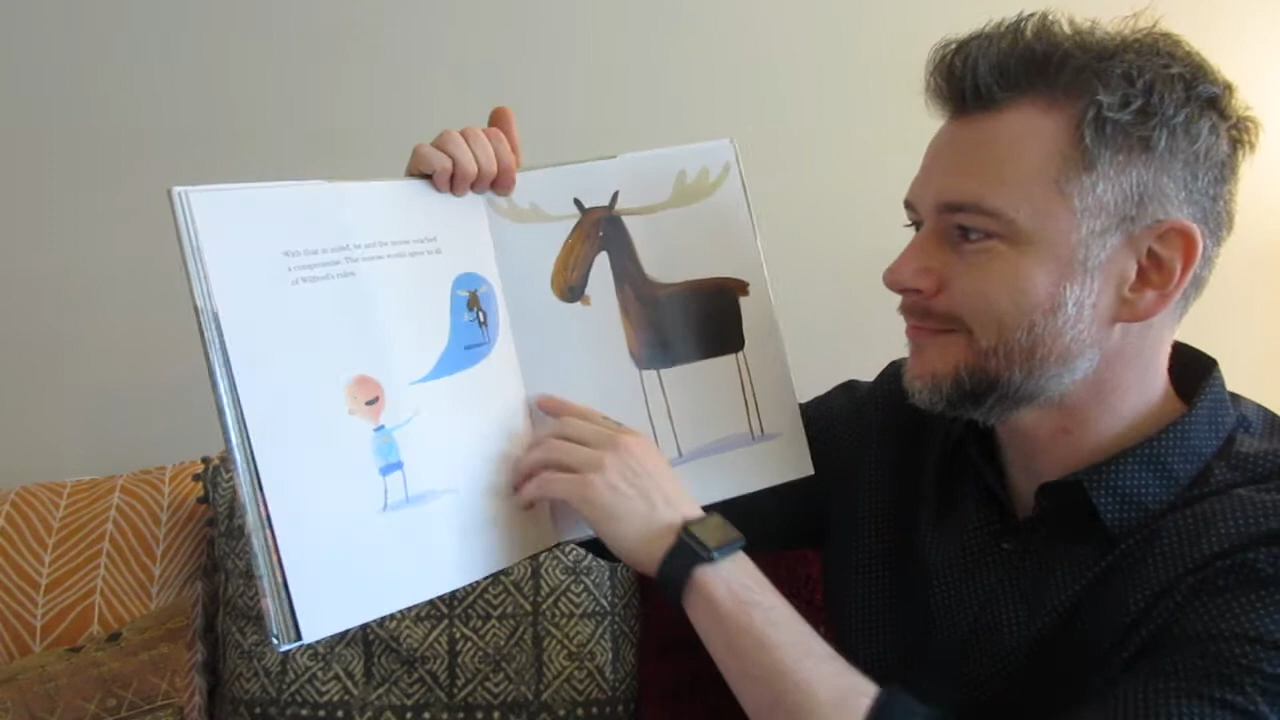 With that in mind, he and the moose reached
a compromise. The moose would agree to all
of Wilfred's rules